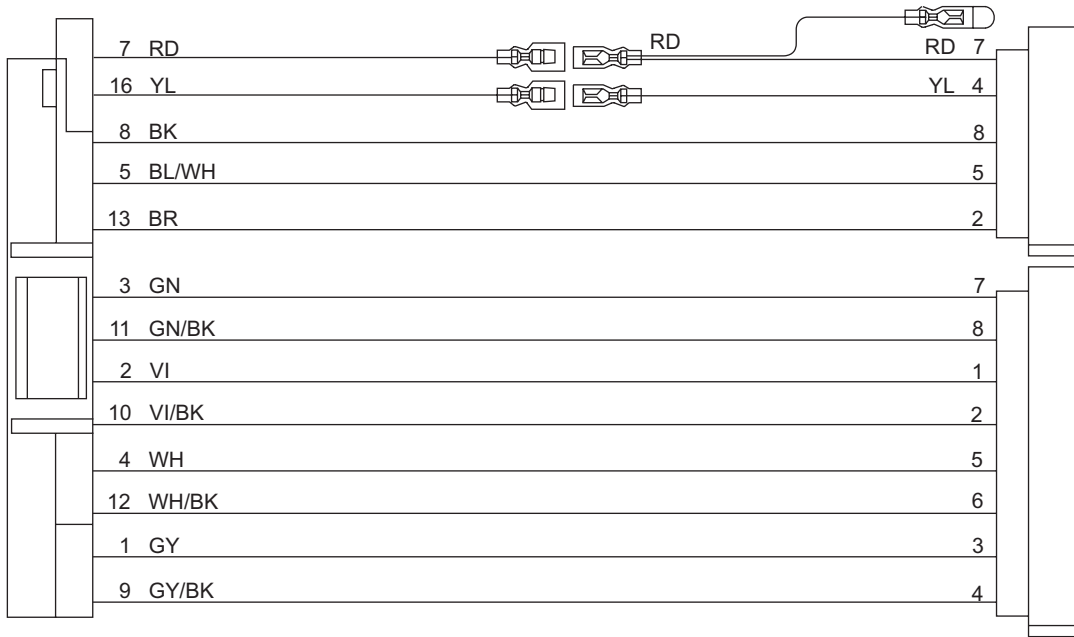 7 RD RD RD 7
16 YL YL 4
8 BK 8
5 BL/WH 5
13 BR 2
3 GN 7
11 GN/BK 8
2 VI 1
10 VI/BK 2
4 WH 5
12 WH/BK 6
1 GY 3
9 GY/BK 4